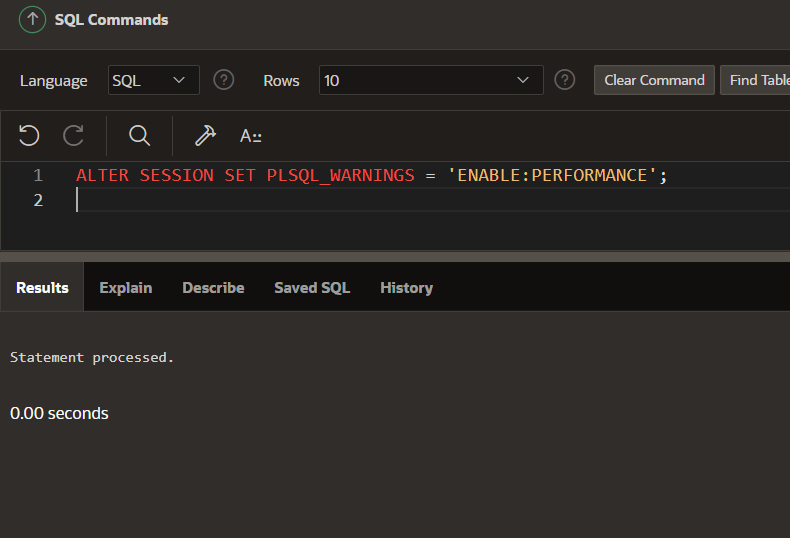 SQL Commands
Language SQL ? Rows 10 ? Clear Command Find Table
A::
1 ALTER SESSION SET PLSQL_WARNINGS = 'ENABLE:PERFORMANCE';
2
Results Explain Describe Saved SQL History
Statement processed.
0.00 seconds